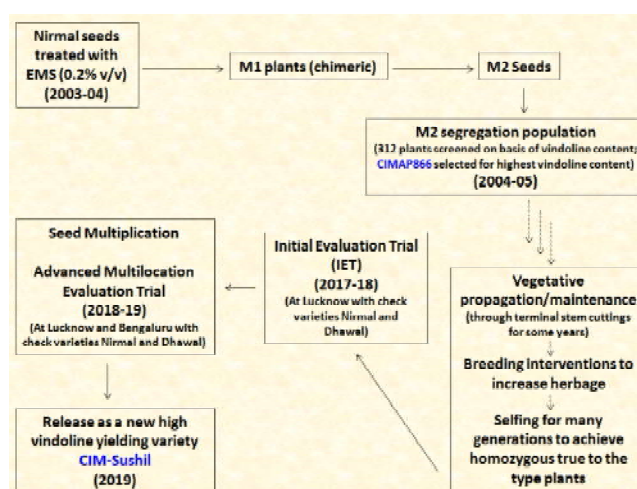 Nirmal seeds
treated with
EMS (0.2% v/v)
(2003-04)
M1 plants (chimeric)
M2 Seeds
M2 segregation population
(312 plants screened on basis of vindoline content;
CIMAP866 selected for highest vindoline content)
(2004-05)
Vegetative
propagation/maintenance
(through terminal stem cuttings
for some years)
Breeding interventions to
increase herbage
Selfing for many
generations to achieve
homozygous true to the
type plants
Initial Evaluation Trial
(IET)
(2017-18)
(At Lucknow with check
varieties Nirmal and
Dhawal)
Seed Multiplication
Advanced Multilocation
Evaluation Trial
(2018-19)
(At Lucknow and Bengaluru with
check varieties Nirmal and Dhawal)
Release as a new high
vindoline yielding variety
CIM-Sushil
(2019)